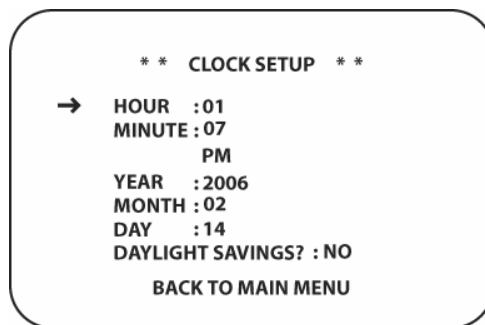 * * CLOCK SETUP * *
→ HOUR : 01
MINUTE : 07
PM
YEAR : 2006
MONTH : 02
DAY : 14
DAYLIGHT SAVINGS? : NO
BACK TO MAIN MENU